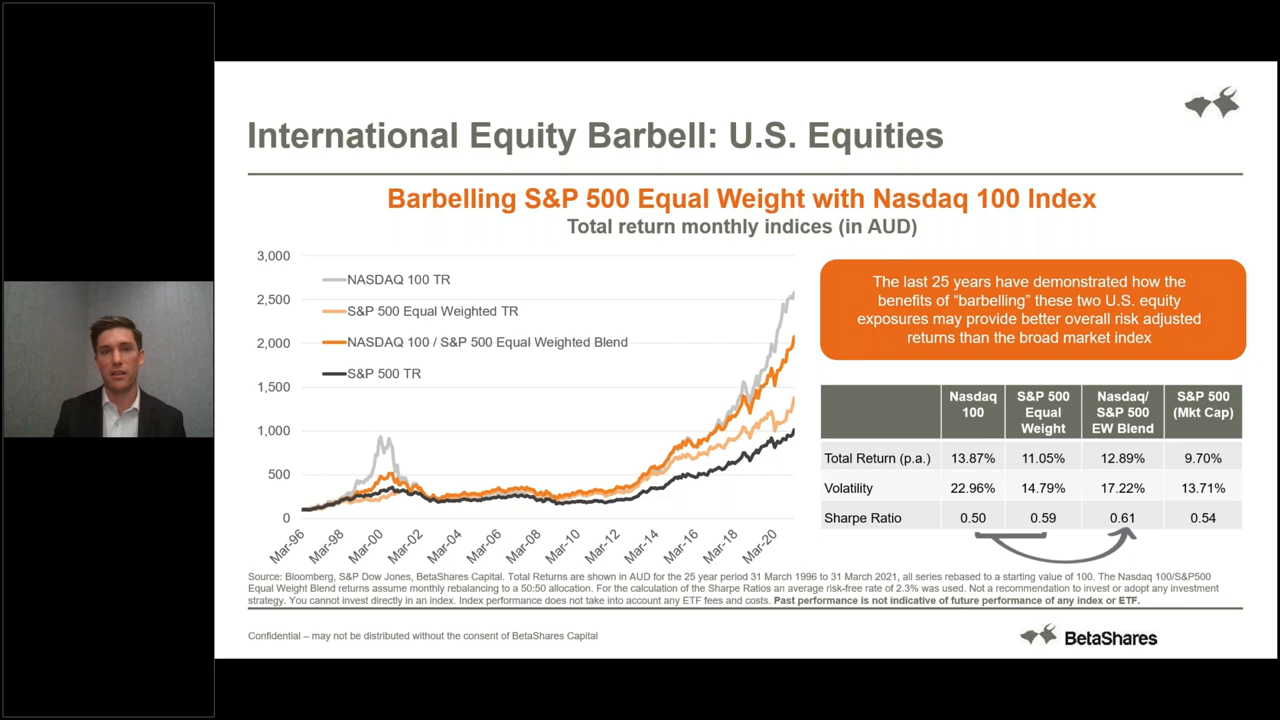 International Equity Barbell: U.S. Equities
Barbelling S&P 500 Equal Weight with Nasdaq 100 Index
Total return monthly indices (in AUD)
3,000
2,500
2,000
1,500
1,000
500
0
NASDAQ 100 TR
S&P 500 Equal Weighted TR
NASDAQ 100 / S&P 500 Equal Weighted Blend
S&P 500 TR
Mar-96
Mar-98
Mar-00
Mar-02
Mar-04
Mar-06
Mar-08
Mar-10
Mar-12
Mar-14
Mar-16
Mar-18
Mar-20
The last 25 years have demonstrated how the
benefits of “barbelling” these two U.S. equity
exposures may provide better overall risk adjusted
returns than the broad market index
Nasdaq 100
S&P 500 Equal Weight
Nasdaq/ S&P 500 EW Blend
S&P 500 (Mkt Cap)
Total Return (p.a.) 13.87% 11.05% 12.89% 9.70%
Volatility 22.96% 14.79% 17.22% 13.71%
Sharpe Ratio 0.50 0.59 0.61 0.54
Source: Bloomberg, S&P Dow Jones, BetaShares Capital. Total Returns are shown in AUD for the 25 year period 31 March 1996 to 31 March 2021, all series rebased to a starting value of 100. The Nasdaq 100/S&P500
Equal Weight Blend returns assume monthly rebalancing to a 50:50 allocation. For the calculation of the Sharpe Ratios an average risk-free rate of 2.3% was used. Not a recommendation to invest or adopt any investment
strategy. You cannot invest directly in an index. Index performance does not take into account any ETF fees and costs. Past performance is not indicative of future performance of any index or ETF.
Confidential – may not be distributed without the consent of BetaShares Capital
BetaShares